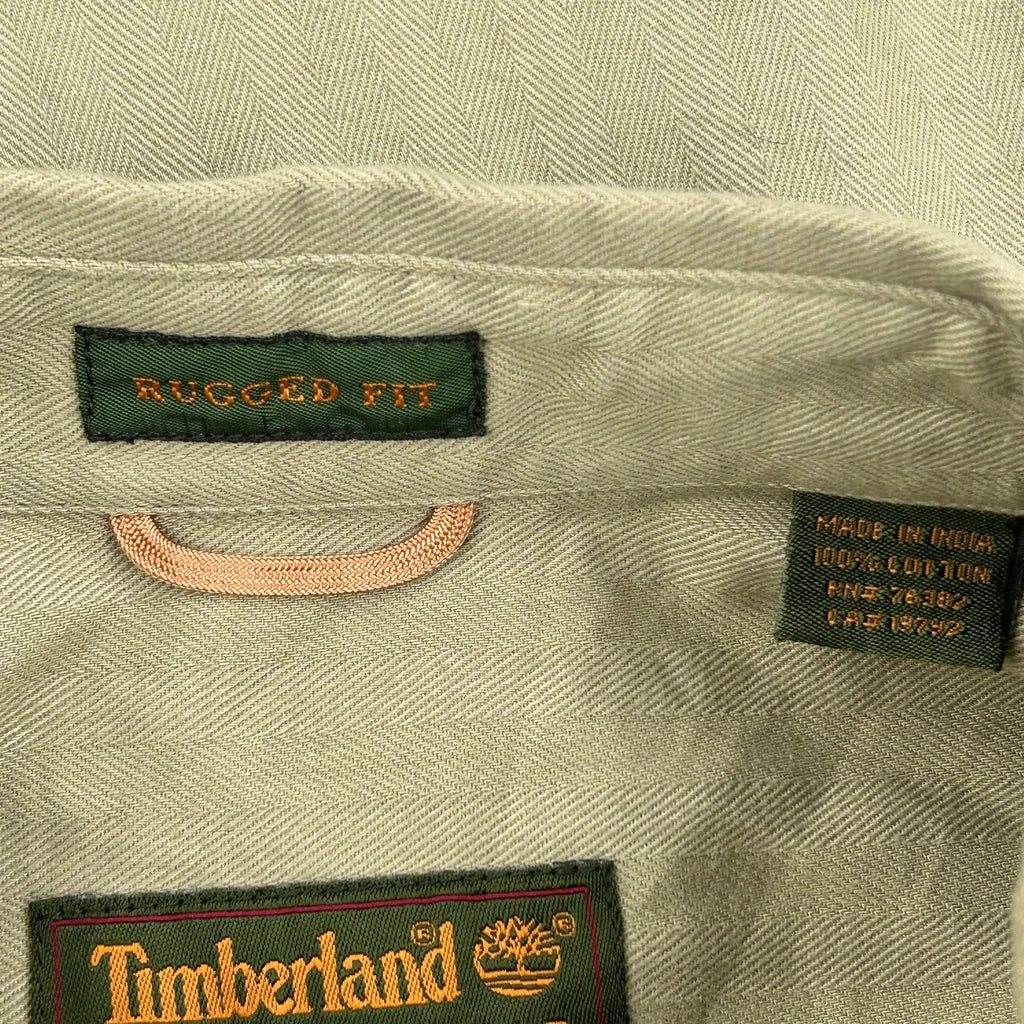 RUGGED FIT
MADE IN INDIA
100% COTTON
RN# 76382
CA# 19792
Timberland® ®